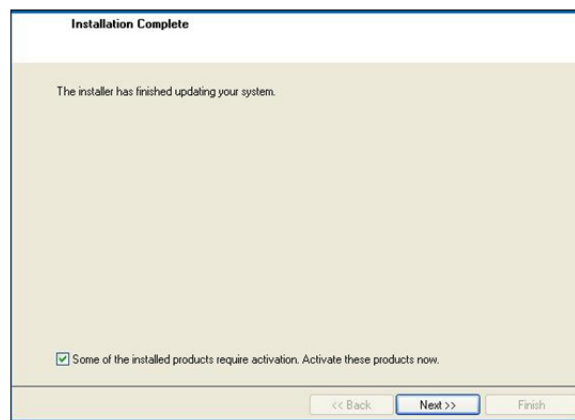 Installation Complete
The installer has finished updating your system.
Some of the installed products require activation. Activate these products now.
<< Back
Next >>
Finish